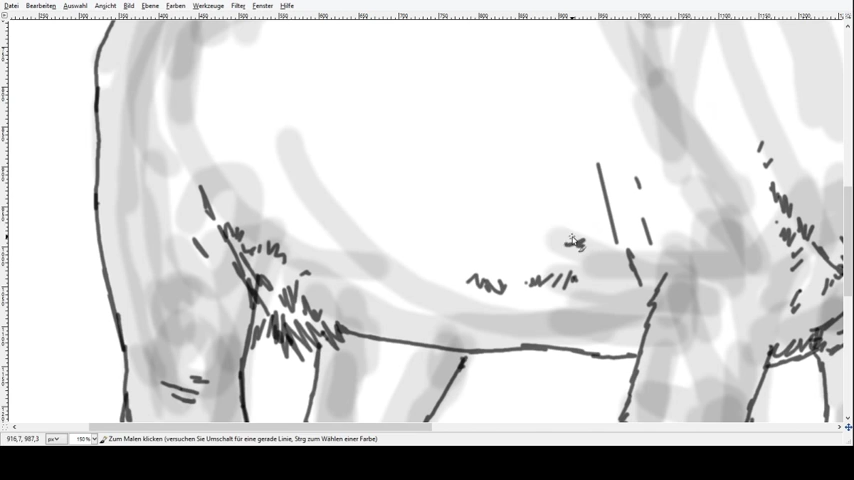 Datei Bearbeiten Auswahl Ansicht Bild Ebene Farben Werkzeuge Filter Fenster Hilfe
916,7, 987,3 px 150 % Zum Malen klicken (versuchen Sie Umschalt für eine gerade Linie, Strg zum Wählen einer Farbe)